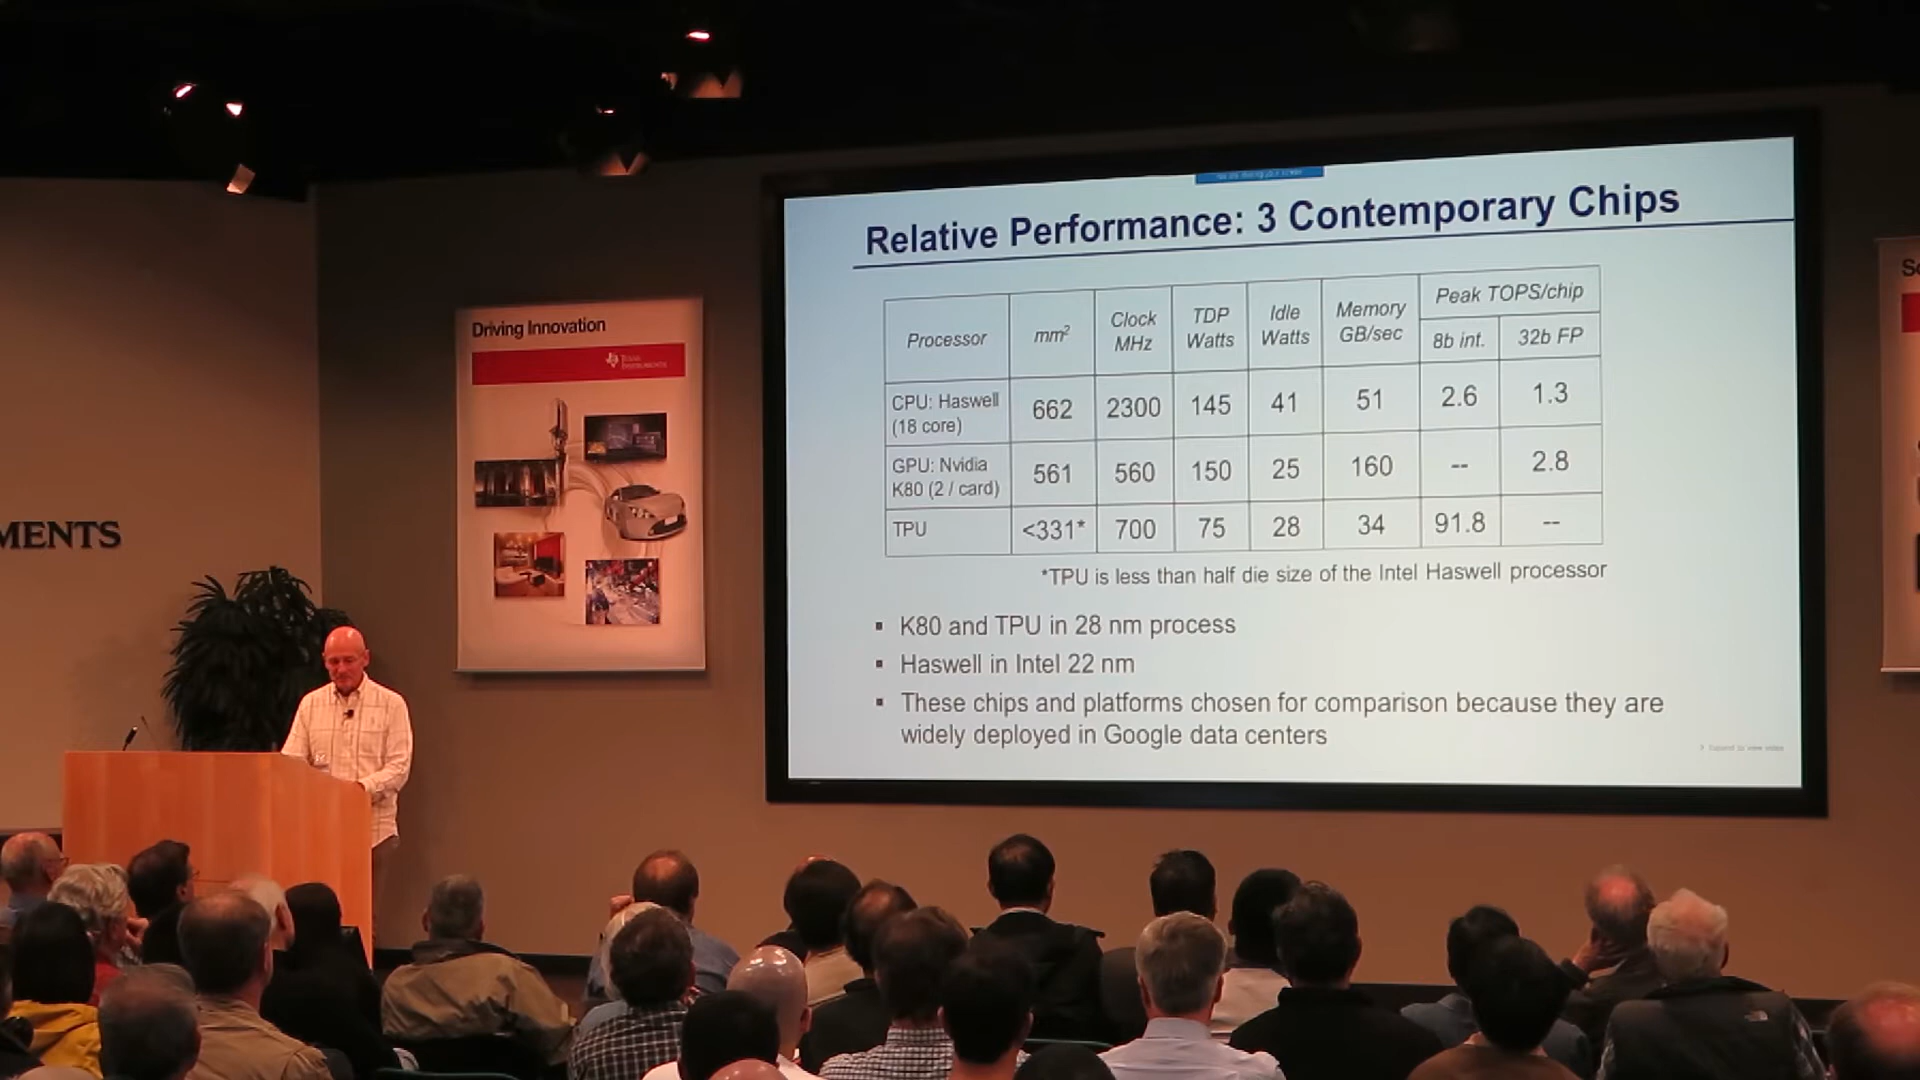 Relative Performance: 3 Contemporary Chips
Processor
mm²
Clock
MHz
TDP
Watts
Idle
Watts
Memory
GB/sec
Peak TOPS/chip
8b int.
32b FP
CPU: Haswell
(18 core)
662
2300
145
41
51
2.6
1.3
GPU: Nvidia
K80 (2 / card)
561
560
150
25
160
--
2.8
TPU
<331*
700
75
28
34
91.8
--
*TPU is less than half die size of the Intel Haswell processor
▪ K80 and TPU in 28 nm process
▪ Haswell in Intel 22 nm
▪ These chips and platforms chosen for comparison because they are
widely deployed in Google data centers
Driving Innovation
TEXAS
INSTRUMENTS
MENTS